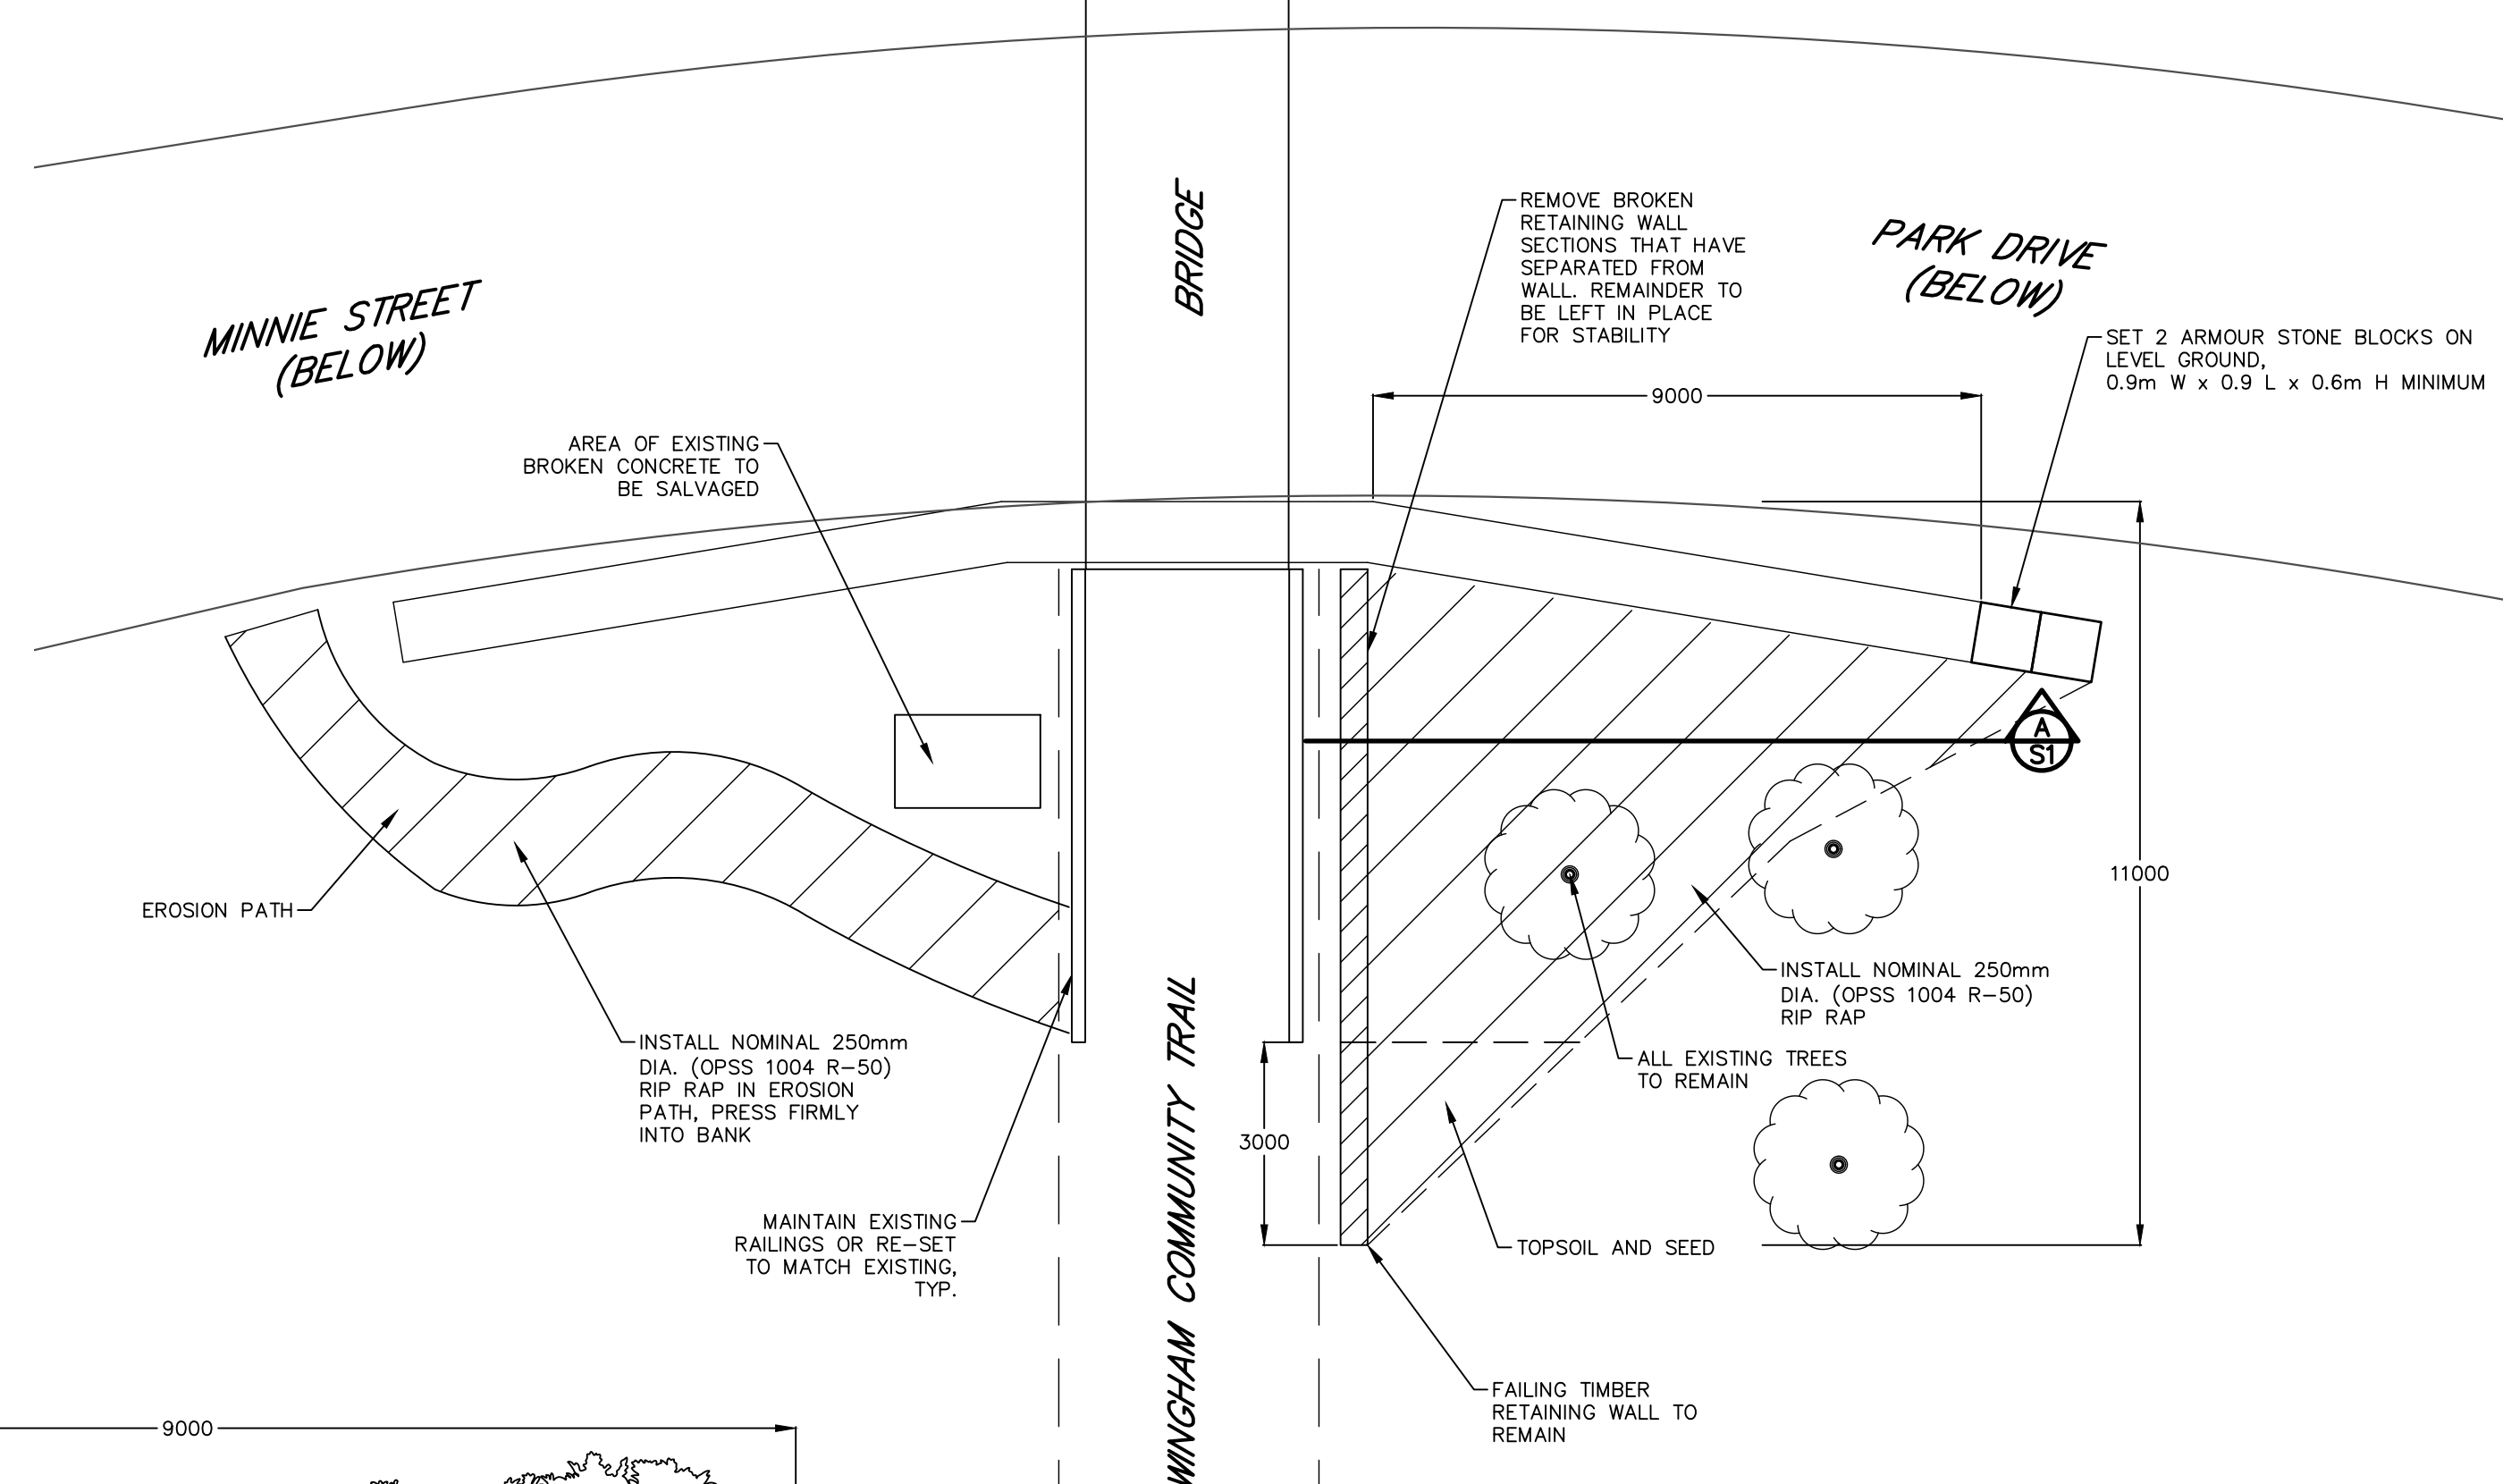 BRIDGE
REMOVE BROKEN
RETAINING WALL
SECTIONS THAT HAVE
SEPARATED FROM
WALL. REMAINDER TO
BE LEFT IN PLACE
FOR STABILITY
PARK DRIVE
(BELOW)
MINNIE STREET
(BELOW)
SET 2 ARMOUR STONE BLOCKS ON
LEVEL GROUND,
0.9m W x 0.9 L x 0.6m H MINIMUM
9000
AREA OF EXISTING
BROKEN CONCRETE TO
BE SALVAGED
A
S1
11000
EROSION PATH
INSTALL NOMINAL 250mm
DIA. (OPSS 1004 R-50)
RIP RAP
INSTALL NOMINAL 250mm
DIA. (OPSS 1004 R-50)
RIP RAP IN EROSION
PATH, PRESS FIRMLY
INTO BANK
ALL EXISTING TREES
TO REMAIN
3000
WINGHAM COMMUNITY TRAIL
MAINTAIN EXISTING
RAILINGS OR RE-SET
TO MATCH EXISTING,
TYP.
TOPSOIL AND SEED
FAILING TIMBER
RETAINING WALL TO
REMAIN
9000